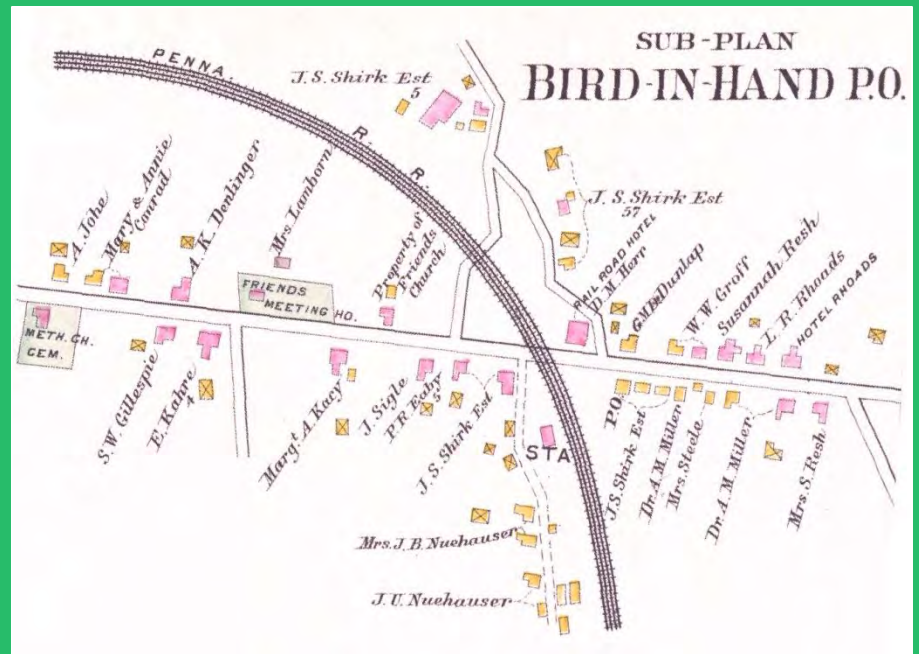 SUB-PLAN
BIRD-IN-HAND P.O.
PENNA. R. R.
J. S. Shirk Est
5
J. S. Shirk Est
57
A. Johe
Mary & Annie
Conrad
A. K. Denlinger
Mrs. Lamborn
Property of
Friends
Church
RAIL ROAD HOTEL
D. M. Herr
Dunlap
W. W. Groff
Susannah Resh
L. R. Rhoads
HOTEL RHOADS
FRIENDS
MEETING HO.
METH. CH.
CEM.
S. W. Gillespie
E. Kahre
4
Margt. A. Kacy
J. Sigle
P. R. Eaby
5
J. S. Shirk Est
STA
P.O.
J. S. Shirk Est
Dr. A. M. Miller
Mrs. Steele
Dr. A. M. Miller
Mrs. S. Resh
Mrs. J. B. Nuehauser
J. U. Nuehauser